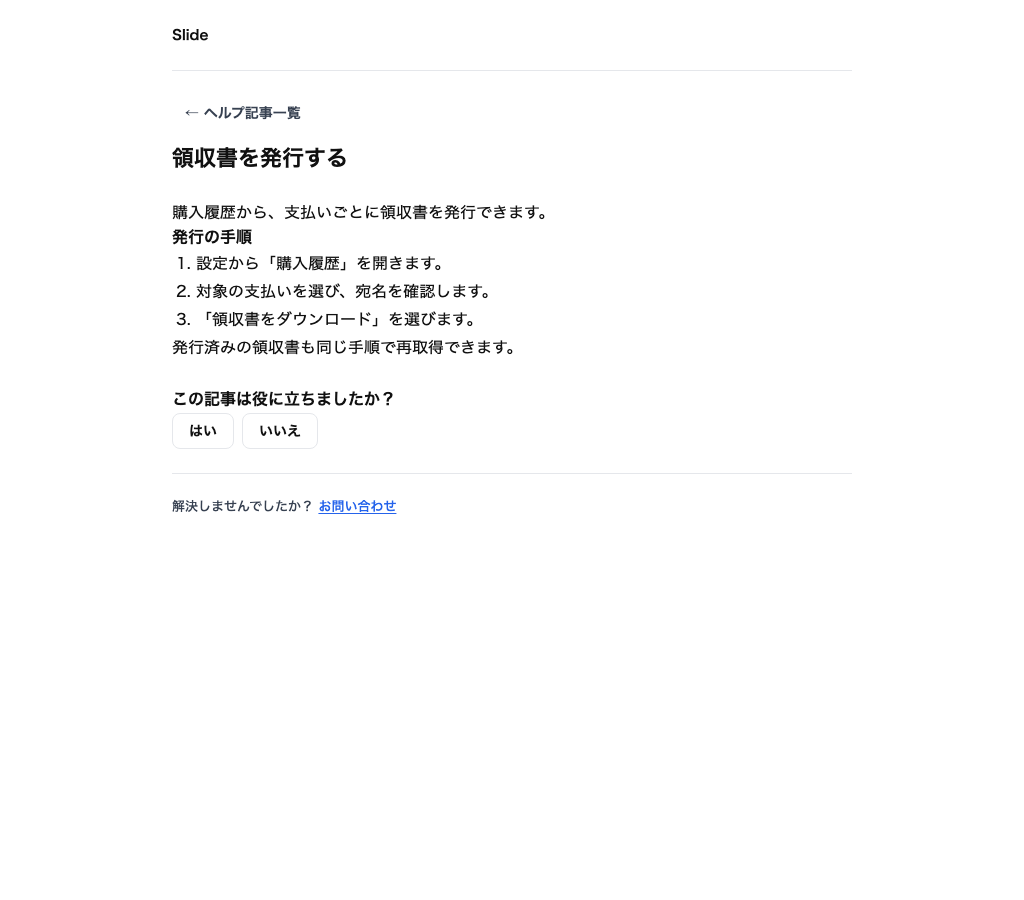 Slide
← ヘルプ記事一覧
領収書を発行する
購入履歴から、支払いごとに領収書を発行できます。
発行の手順
1. 設定から「購入履歴」を開きます。
2. 対象の支払いを選び、宛名を確認します。
3. 「領収書をダウンロード」を選びます。
発行済みの領収書も同じ手順で再取得できます。
この記事は役に立ちましたか？
はい いいえ
解決しませんでしたか？ お問い合わせ